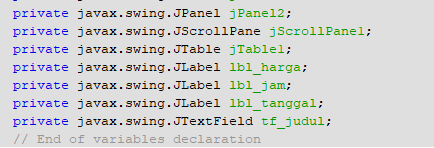 private javax.swing.JPanel jPanel2;
private javax.swing.JScrollPane jScrollPane1;
private javax.swing.JTable jTable1;
private javax.swing.JLabel lbl_harga;
private javax.swing.JLabel lbl_jam;
private javax.swing.JLabel lbl_tanggal;
private javax.swing.JTextField tf_judul;
// End of variables declaration